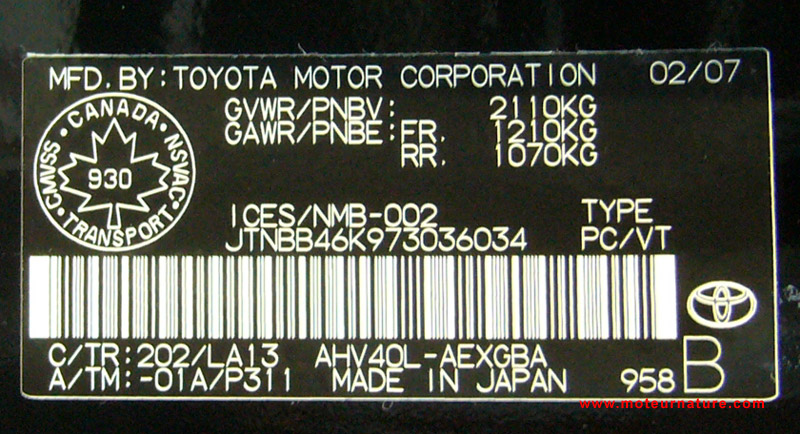 MFD. BY: TOYOTA MOTOR CORPORATION 02/07
GVWR/PNBV: 2110KG
GAWR/PNBE: FR. 1210KG
RR. 1070KG
CANADA · NSVAC ·
CMVSS · TRANSPORT ·
930
ICES/NMB-002 TYPE
JTNBB46K973036034 PC/VT
C/TR: 202/LA13 AHV40L-AEXGBA
A/TM: -01A/P311 MADE IN JAPAN 958 B
www.moteurnature.com